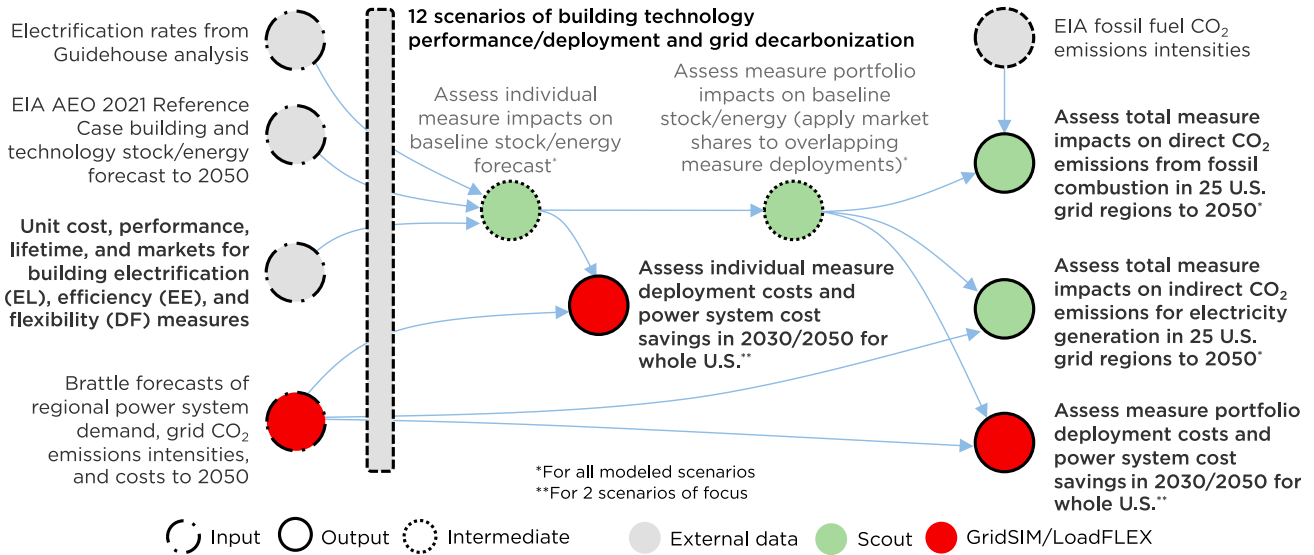 Electrification rates from
Guidehouse analysis
EIA AEO 2021 Reference
Case building and
technology stock/energy
forecast to 2050
Unit cost, performance,
lifetime, and markets for
building electrification
(EL), efficiency (EE), and
flexibility (DF) measures
Brattle forecasts of
regional power system
demand, grid CO₂
emissions intensities,
and costs to 2050
12 scenarios of building technology
performance/deployment and grid decarbonization
Assess individual
measure impacts on
baseline stock/energy
forecast*
Assess measure portfolio
impacts on baseline
stock/energy (apply market
shares to overlapping
measure deployments)*
Assess individual measure
deployment costs and
power system cost
savings in 2030/2050 for
whole U.S.**
EIA fossil fuel CO₂
emissions intensities
Assess total measure
impacts on direct CO₂
emissions from fossil
combustion in 25 U.S.
grid regions to 2050*
Assess total measure
impacts on indirect CO₂
emissions for electricity
generation in 25 U.S.
grid regions to 2050*
Assess measure portfolio
deployment costs and
power system cost
savings in 2030/2050 for
whole U.S.**
*For all modeled scenarios
**For 2 scenarios of focus
Input Output Intermediate External data Scout GridSIM/LoadFLEX